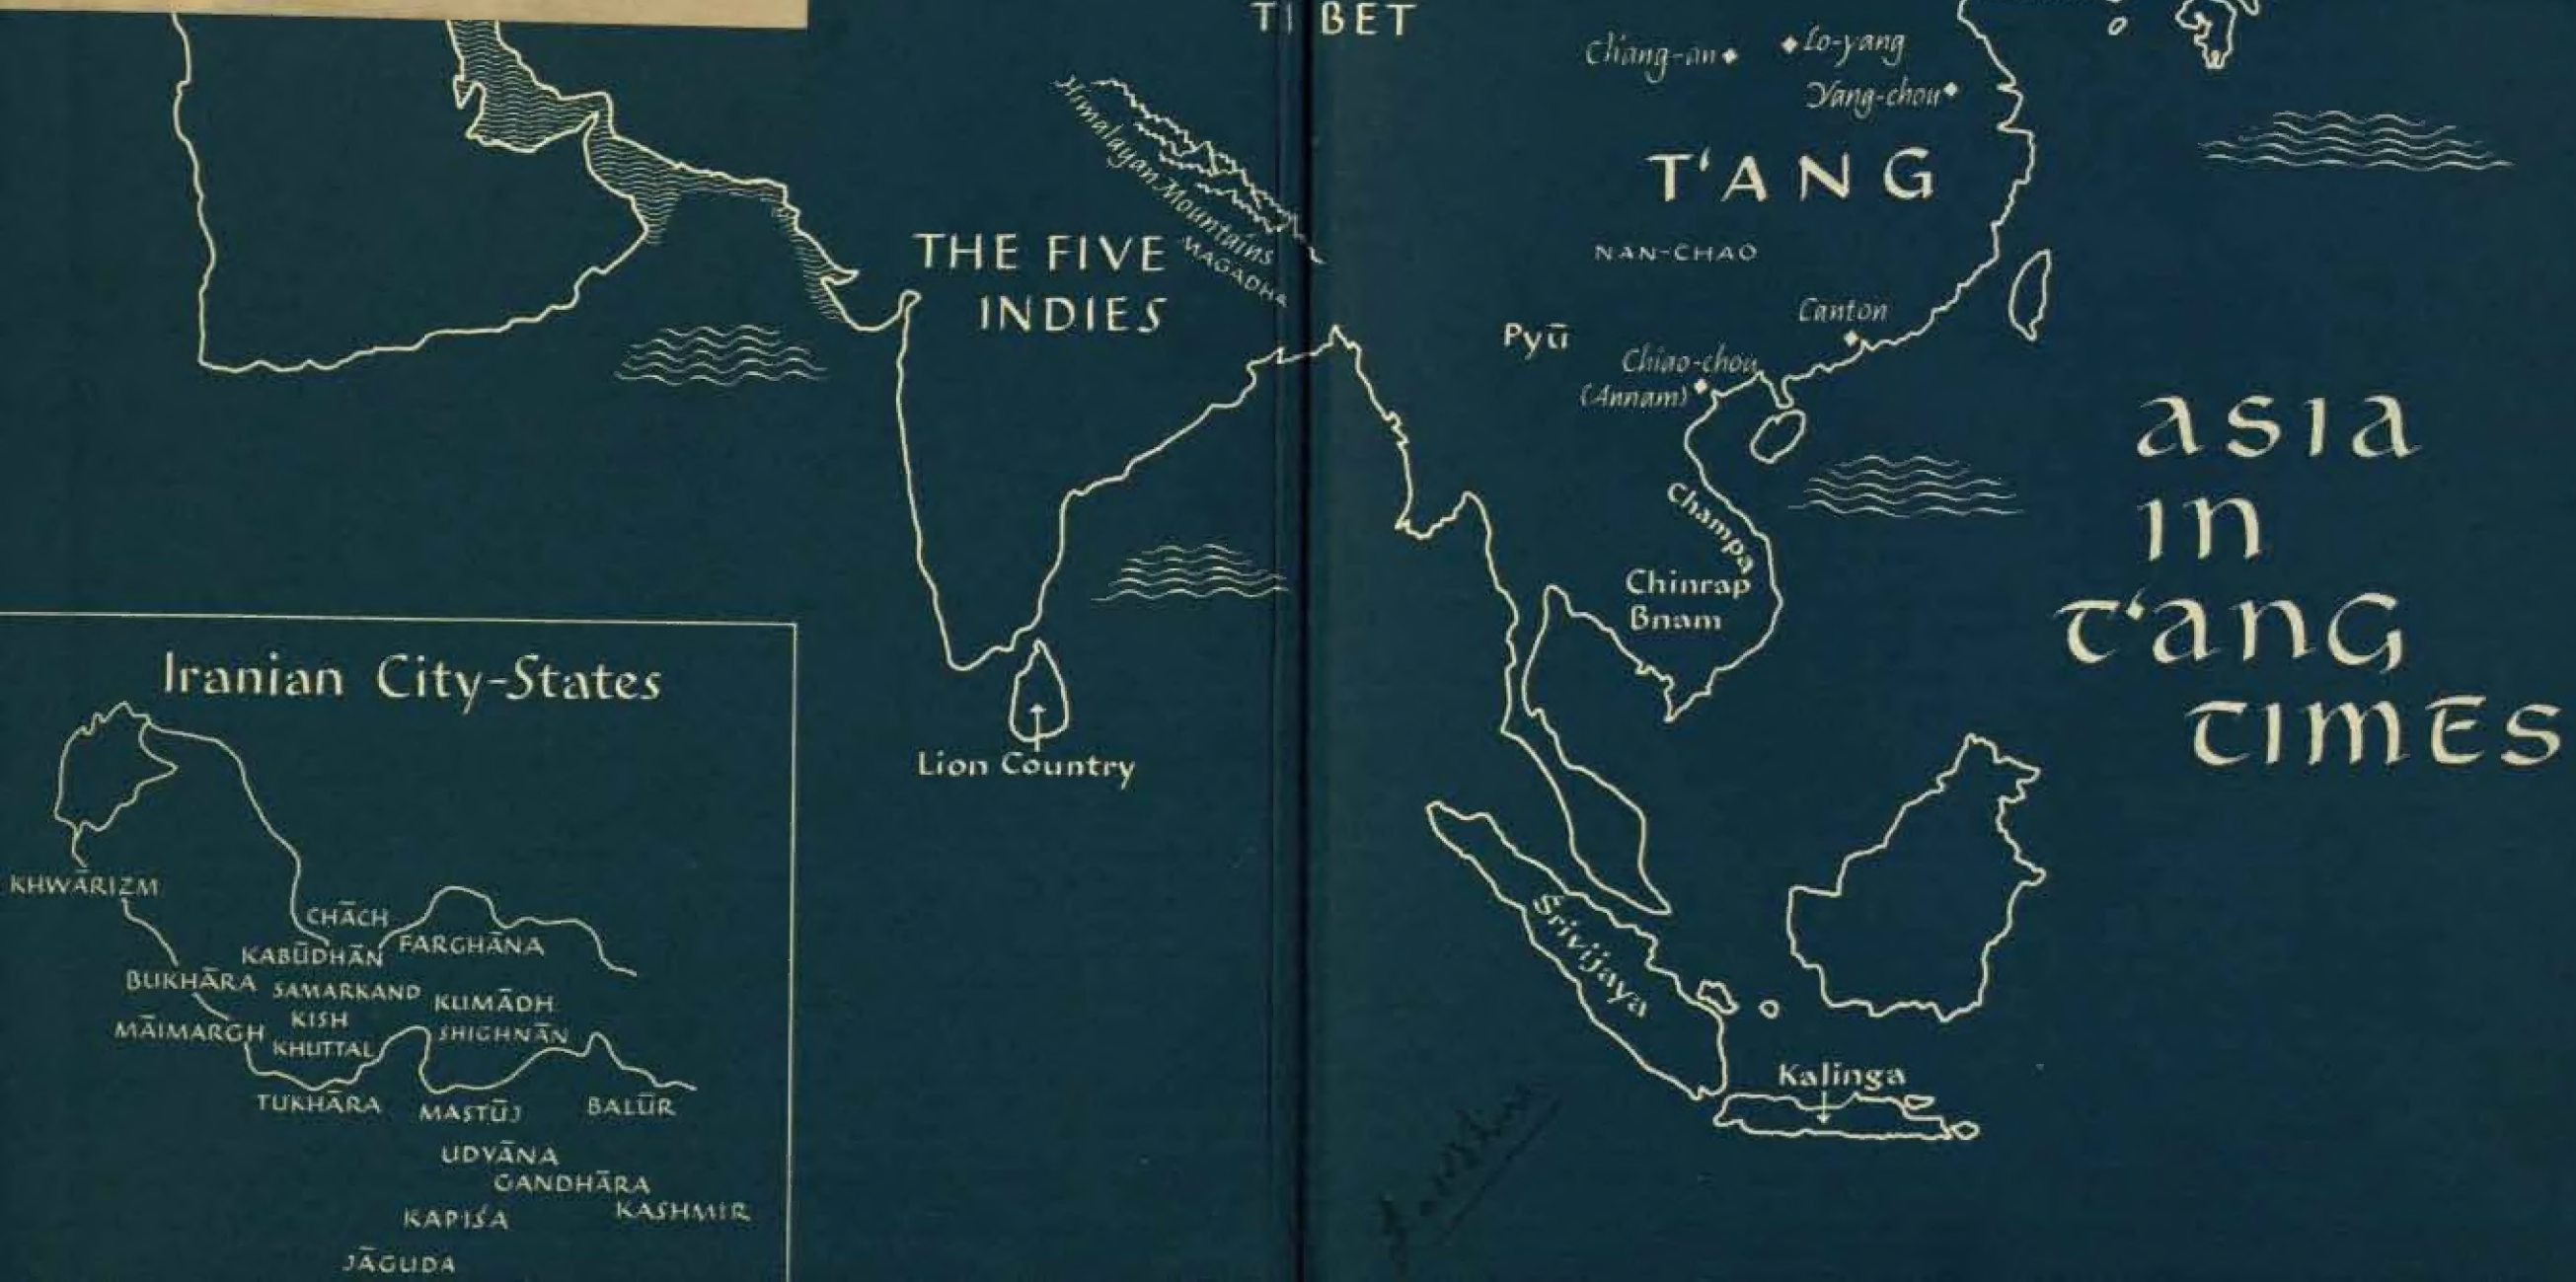 TIBET
Ch'ang-an
Lo-yang
Yang-chou
Himalayan Mountains
T'ANG
THE FIVE
INDIES
MAGADHA
NAN-CHAO
Canton
Pyū
Chiao-chou
(Annam)
ASIA
IN
T'ANG
TIMES
Champa
Chinrap
Bnam
Lion Country
Śrivijaya
Kalinga
Iranian City-States
KHWĀRIZM
CHĀCH
FARGHĀNA
KABŪDHĀN
BUKHĀRA
SAMARKAND
KUMĀDH
KISH
MĀIMARGH
SHIGHNĀN
KHUTTAL
TUKHĀRA
MASTŪJ
BALŪR
UDYĀNA
GANDHĀRA
KAPIŚA
KASHMIR
JĀGUDA